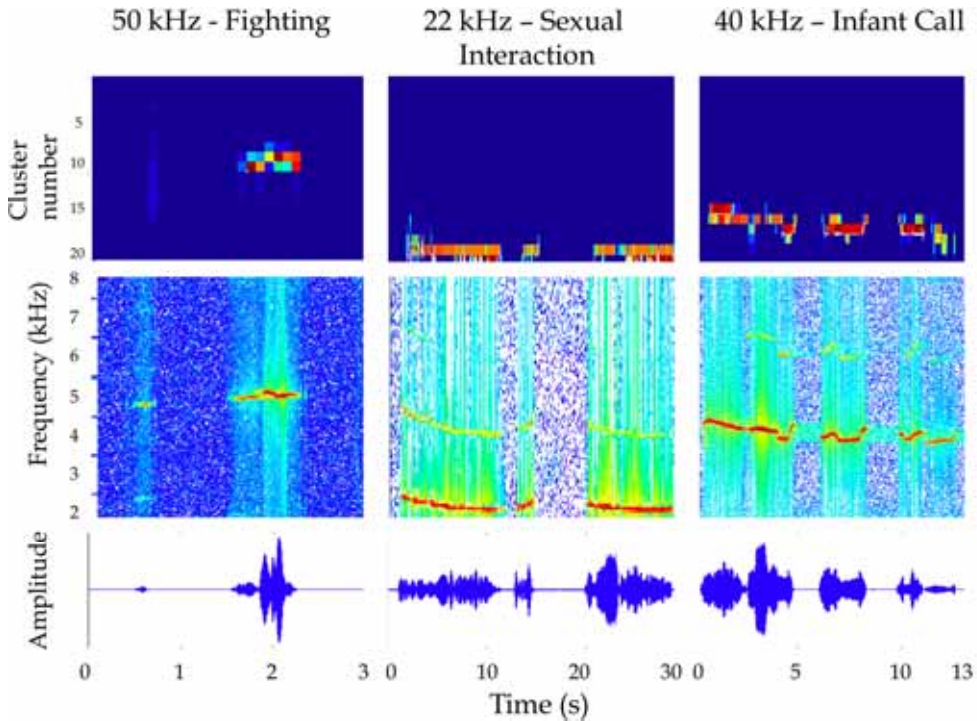 50 kHz - Fighting
22 kHz – Sexual
Interaction
40 kHz – Infant Call
Cluster
number
5
10
15
20
Frequency (kHz)
8
7
6
5
4
3
2
Amplitude
0 1 2 3
0 10 20 30
0 5 10 13
Time (s)